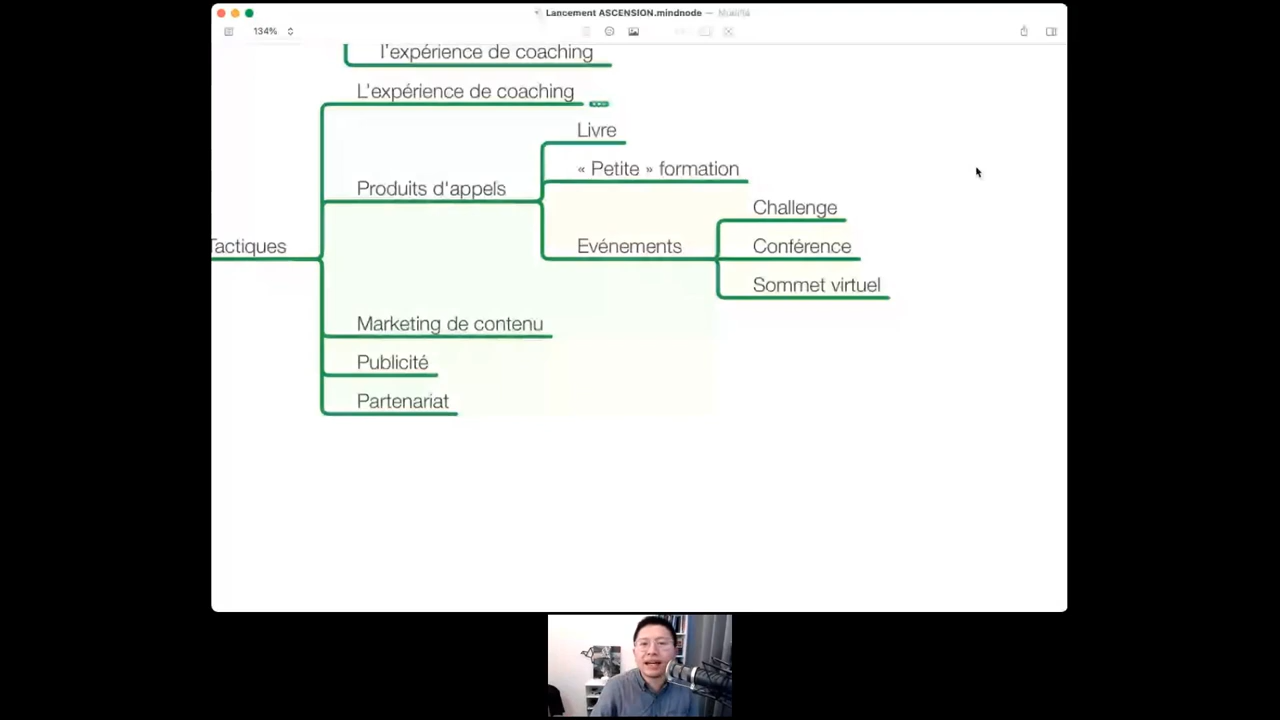 Lancement ASCENSION.mindnode —
134%
l'expérience de coaching
L'expérience de coaching
Livre
« Petite » formation
Produits d'appels
Challenge
Tactiques
Evénements
Conférence
Sommet virtuel
Marketing de contenu
Publicité
Partenariat